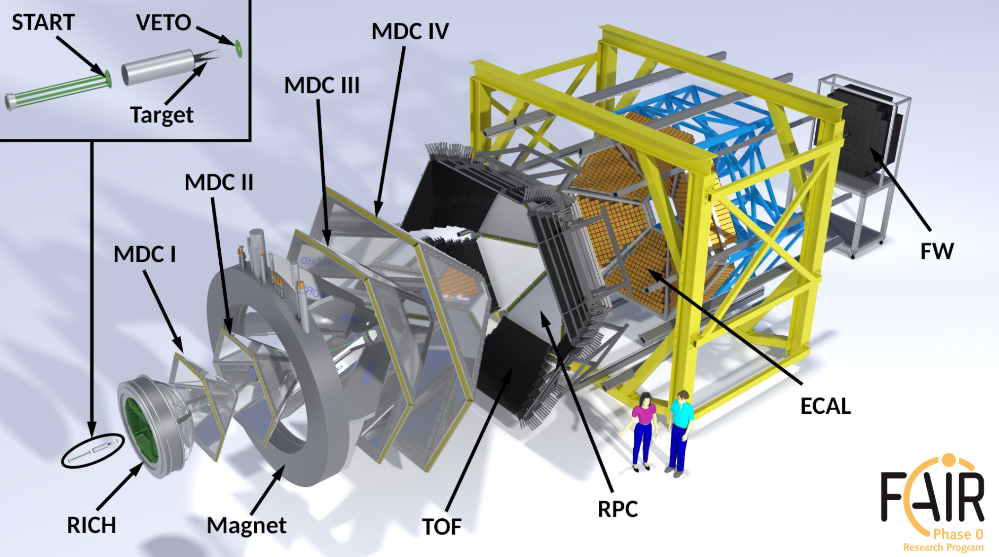 START
VETO
Target
MDC IV
MDC III
MDC II
MDC I
OXFORD
FW
ECAL
RPC
RICH
Magnet
TOF
FAIR
Phase 0
Research Program